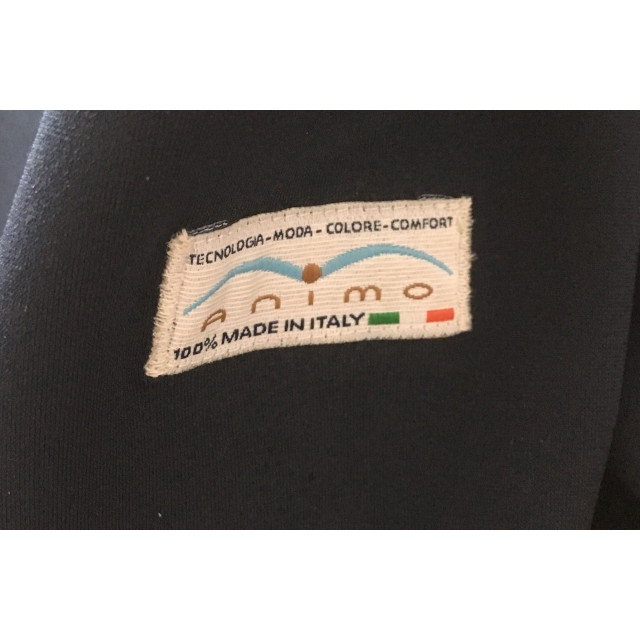 TECNOLOGIA-MODA-COLORE-COMFORT
animo
100% MADE IN ITALY